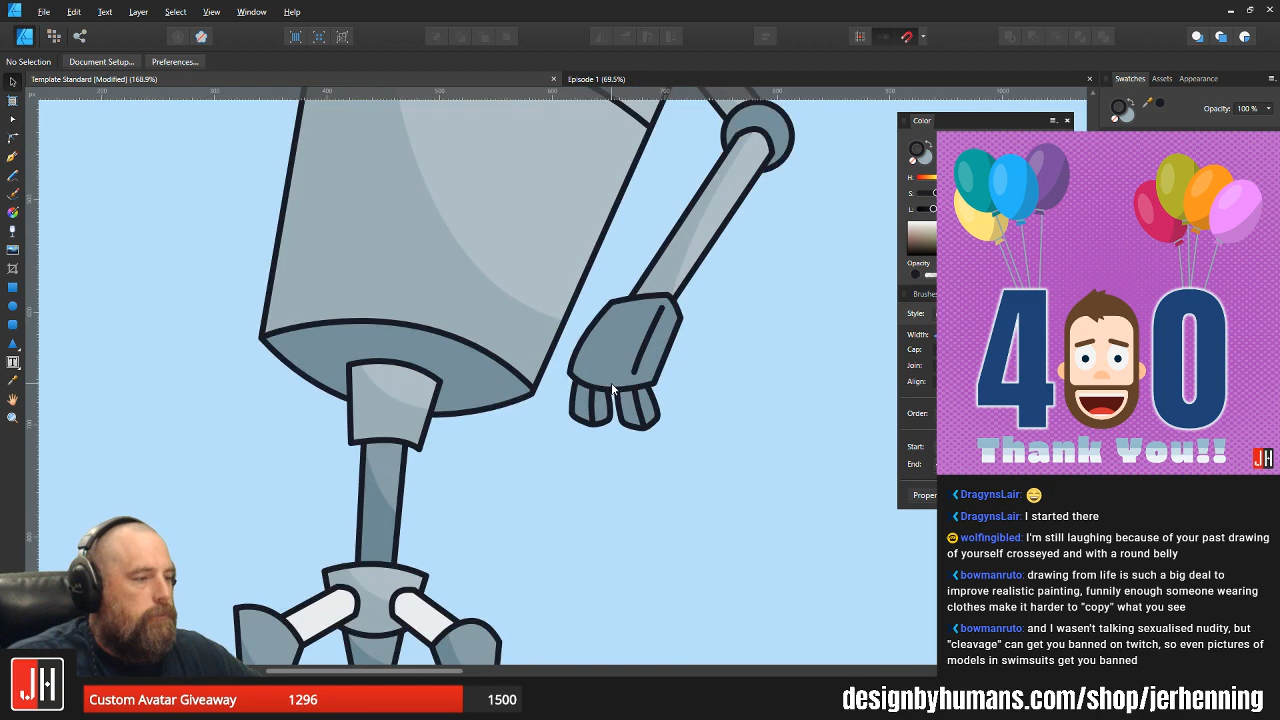 File Edit Text Layer Select View Window Help
No Selection Document Setup... Preferences...
Template Standard [Modified] (168.9%) Episode 1 (69.5%)
Swatches Assets Appearance
Opacity: 100 %
px
Color
H:
S:
L:
Opacity
Brushes
Style:
Width:
Cap:
Join:
Align:
Order:
Start:
End:
Proper
4 0
Thank You!!
JH
DragynsLair: 😄
DragynsLair: I started there
wolfingibled: I'm still laughing because of your past drawing
of yourself crosseyed and with a round belly
bowmanruto: drawing from life is such a big deal to
improve realistic painting, funnily enough someone wearing
clothes make it harder to "copy" what you see
bowmanruto: and I wasn't talking sexualised nudity, but
"cleavage" can get you banned on twitch, so even pictures of
models in swimsuits get you banned
JH
Custom Avatar Giveaway 1296 1500
designbyhumans.com/shop/jerhenning